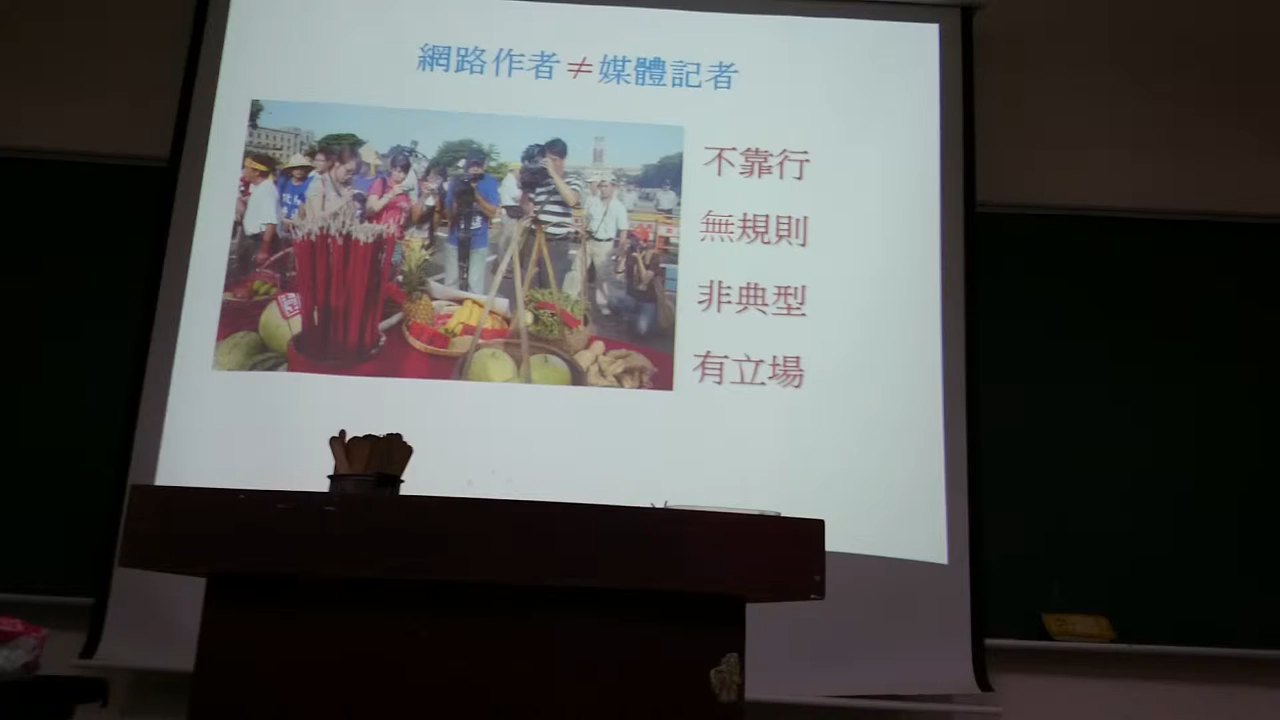 網路作者≠媒體記者
不靠行
無規則
非典型
有立場